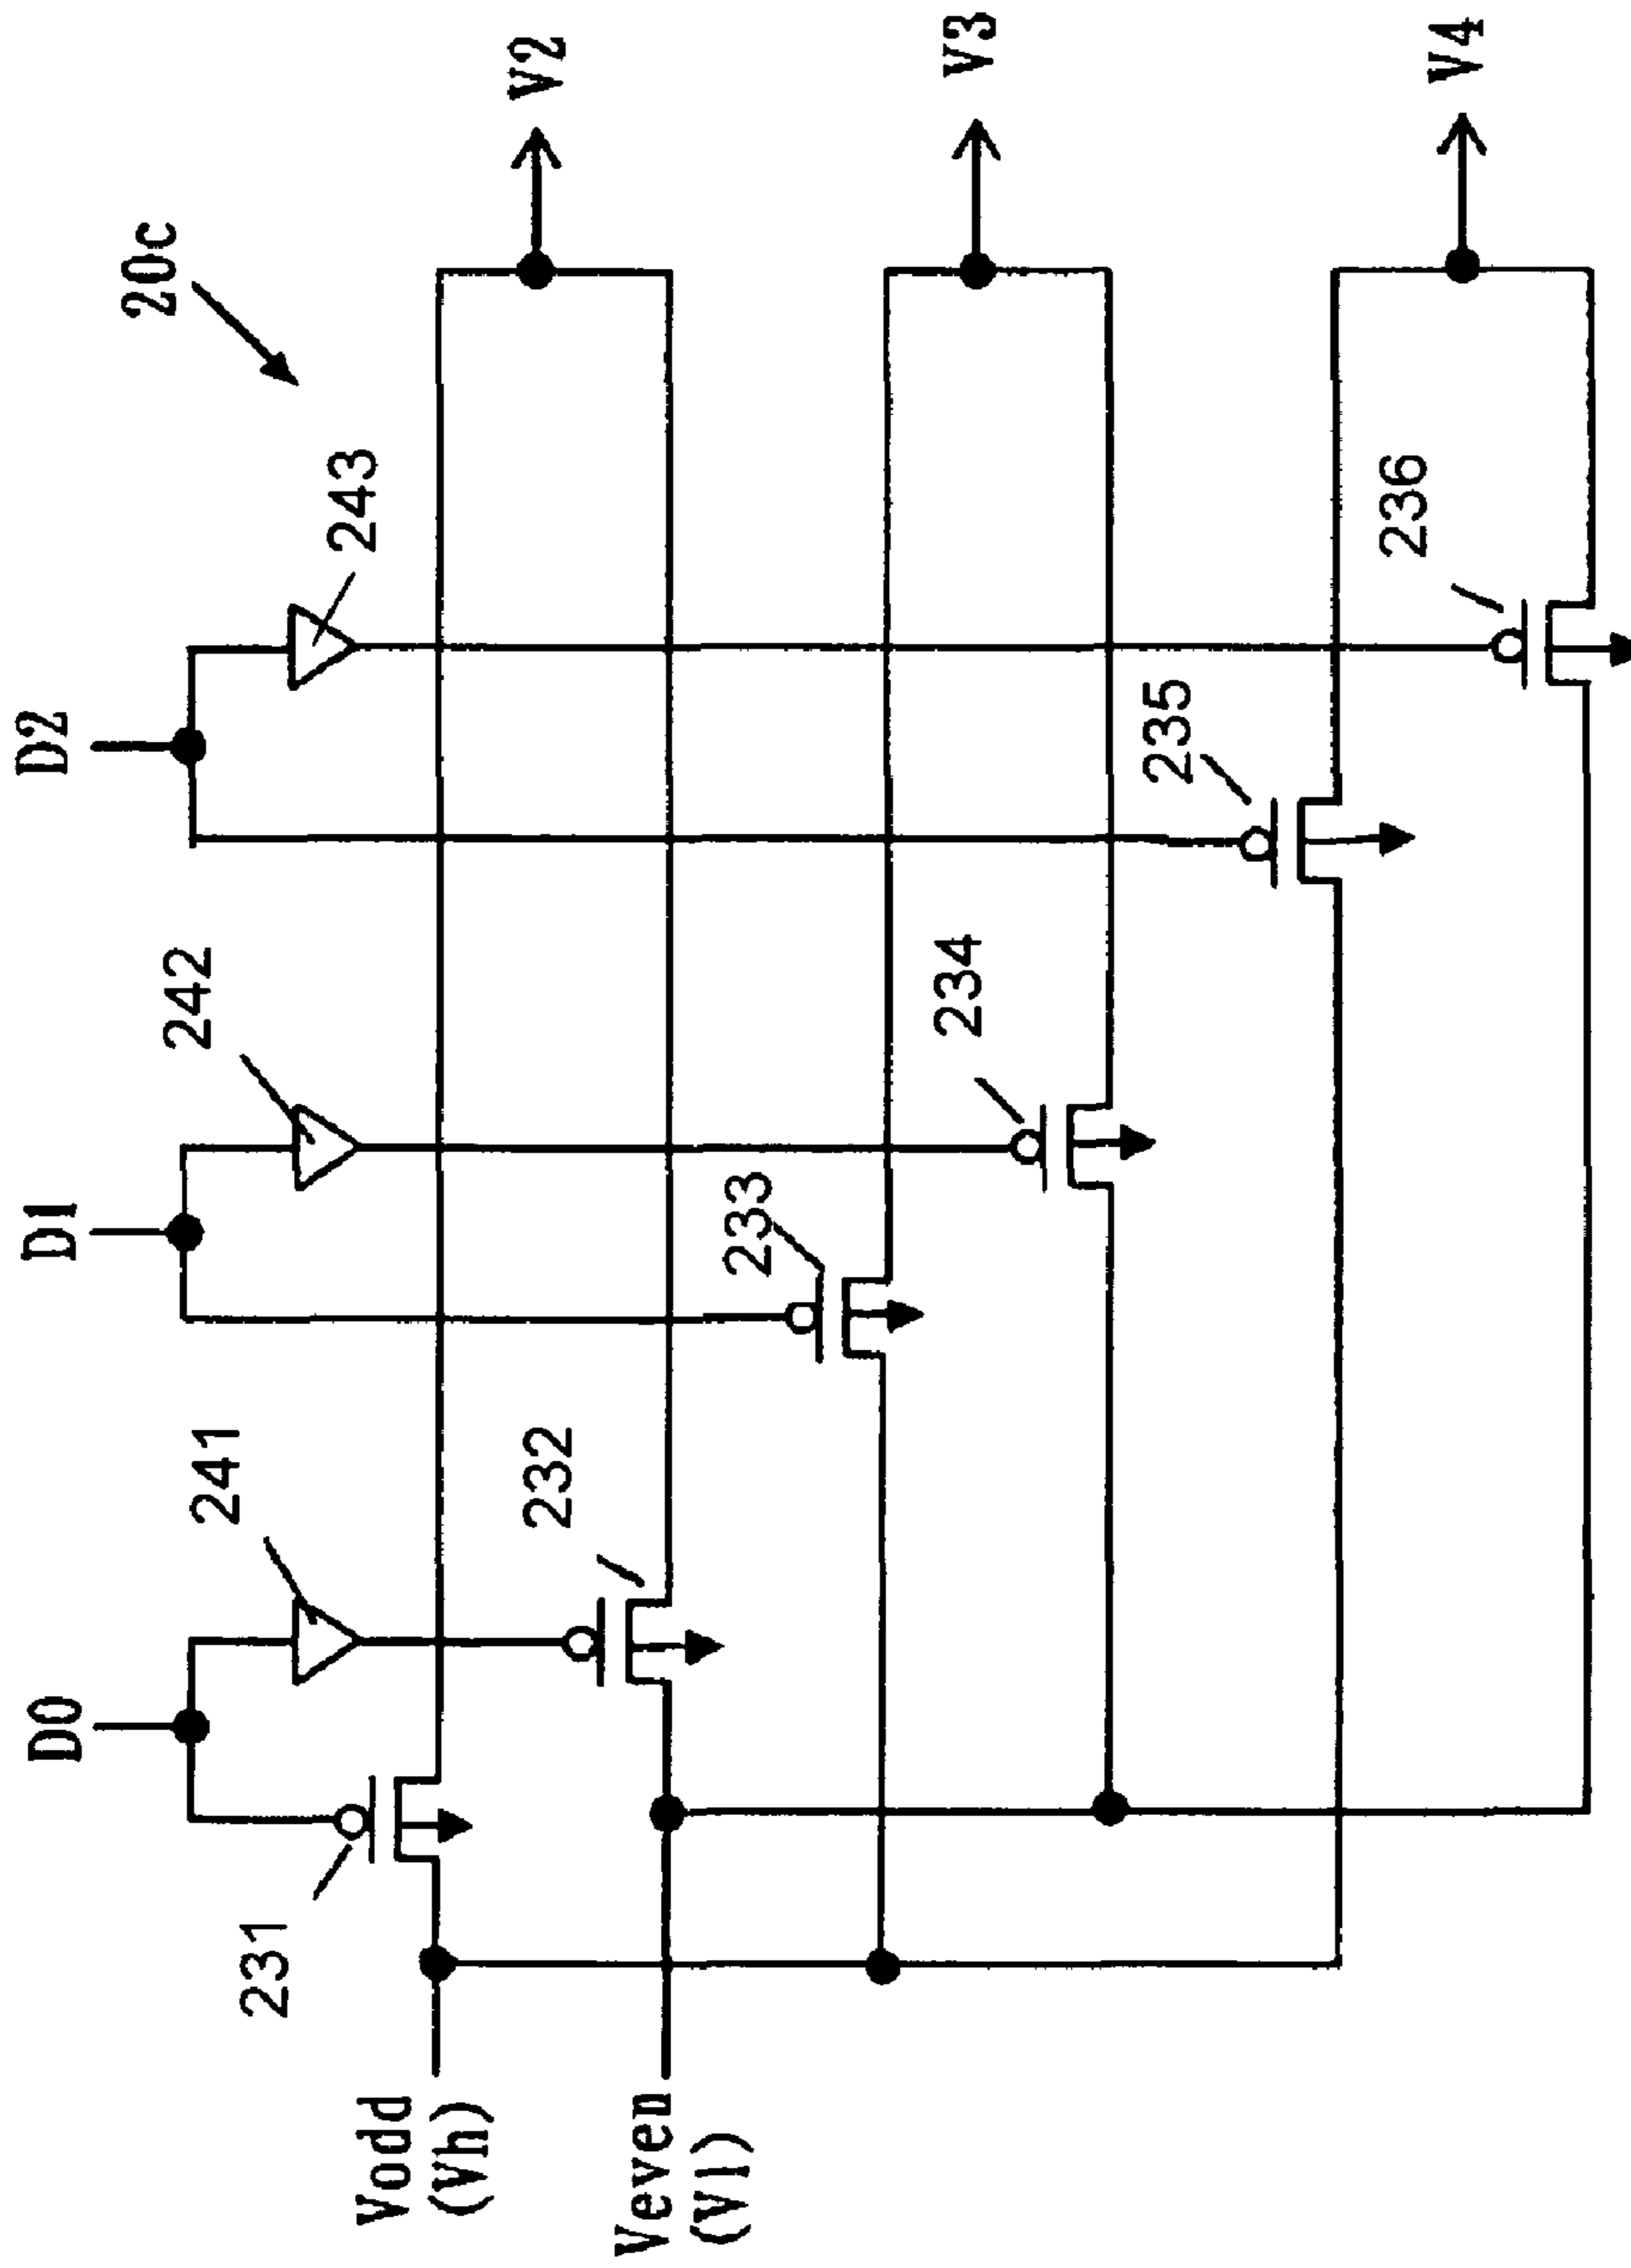 20c
D0
D1
D2
241
242
243
231
232
233
234
235
236
Vodd
(Vh)
Veven
(Vl)
V2
V3
V4